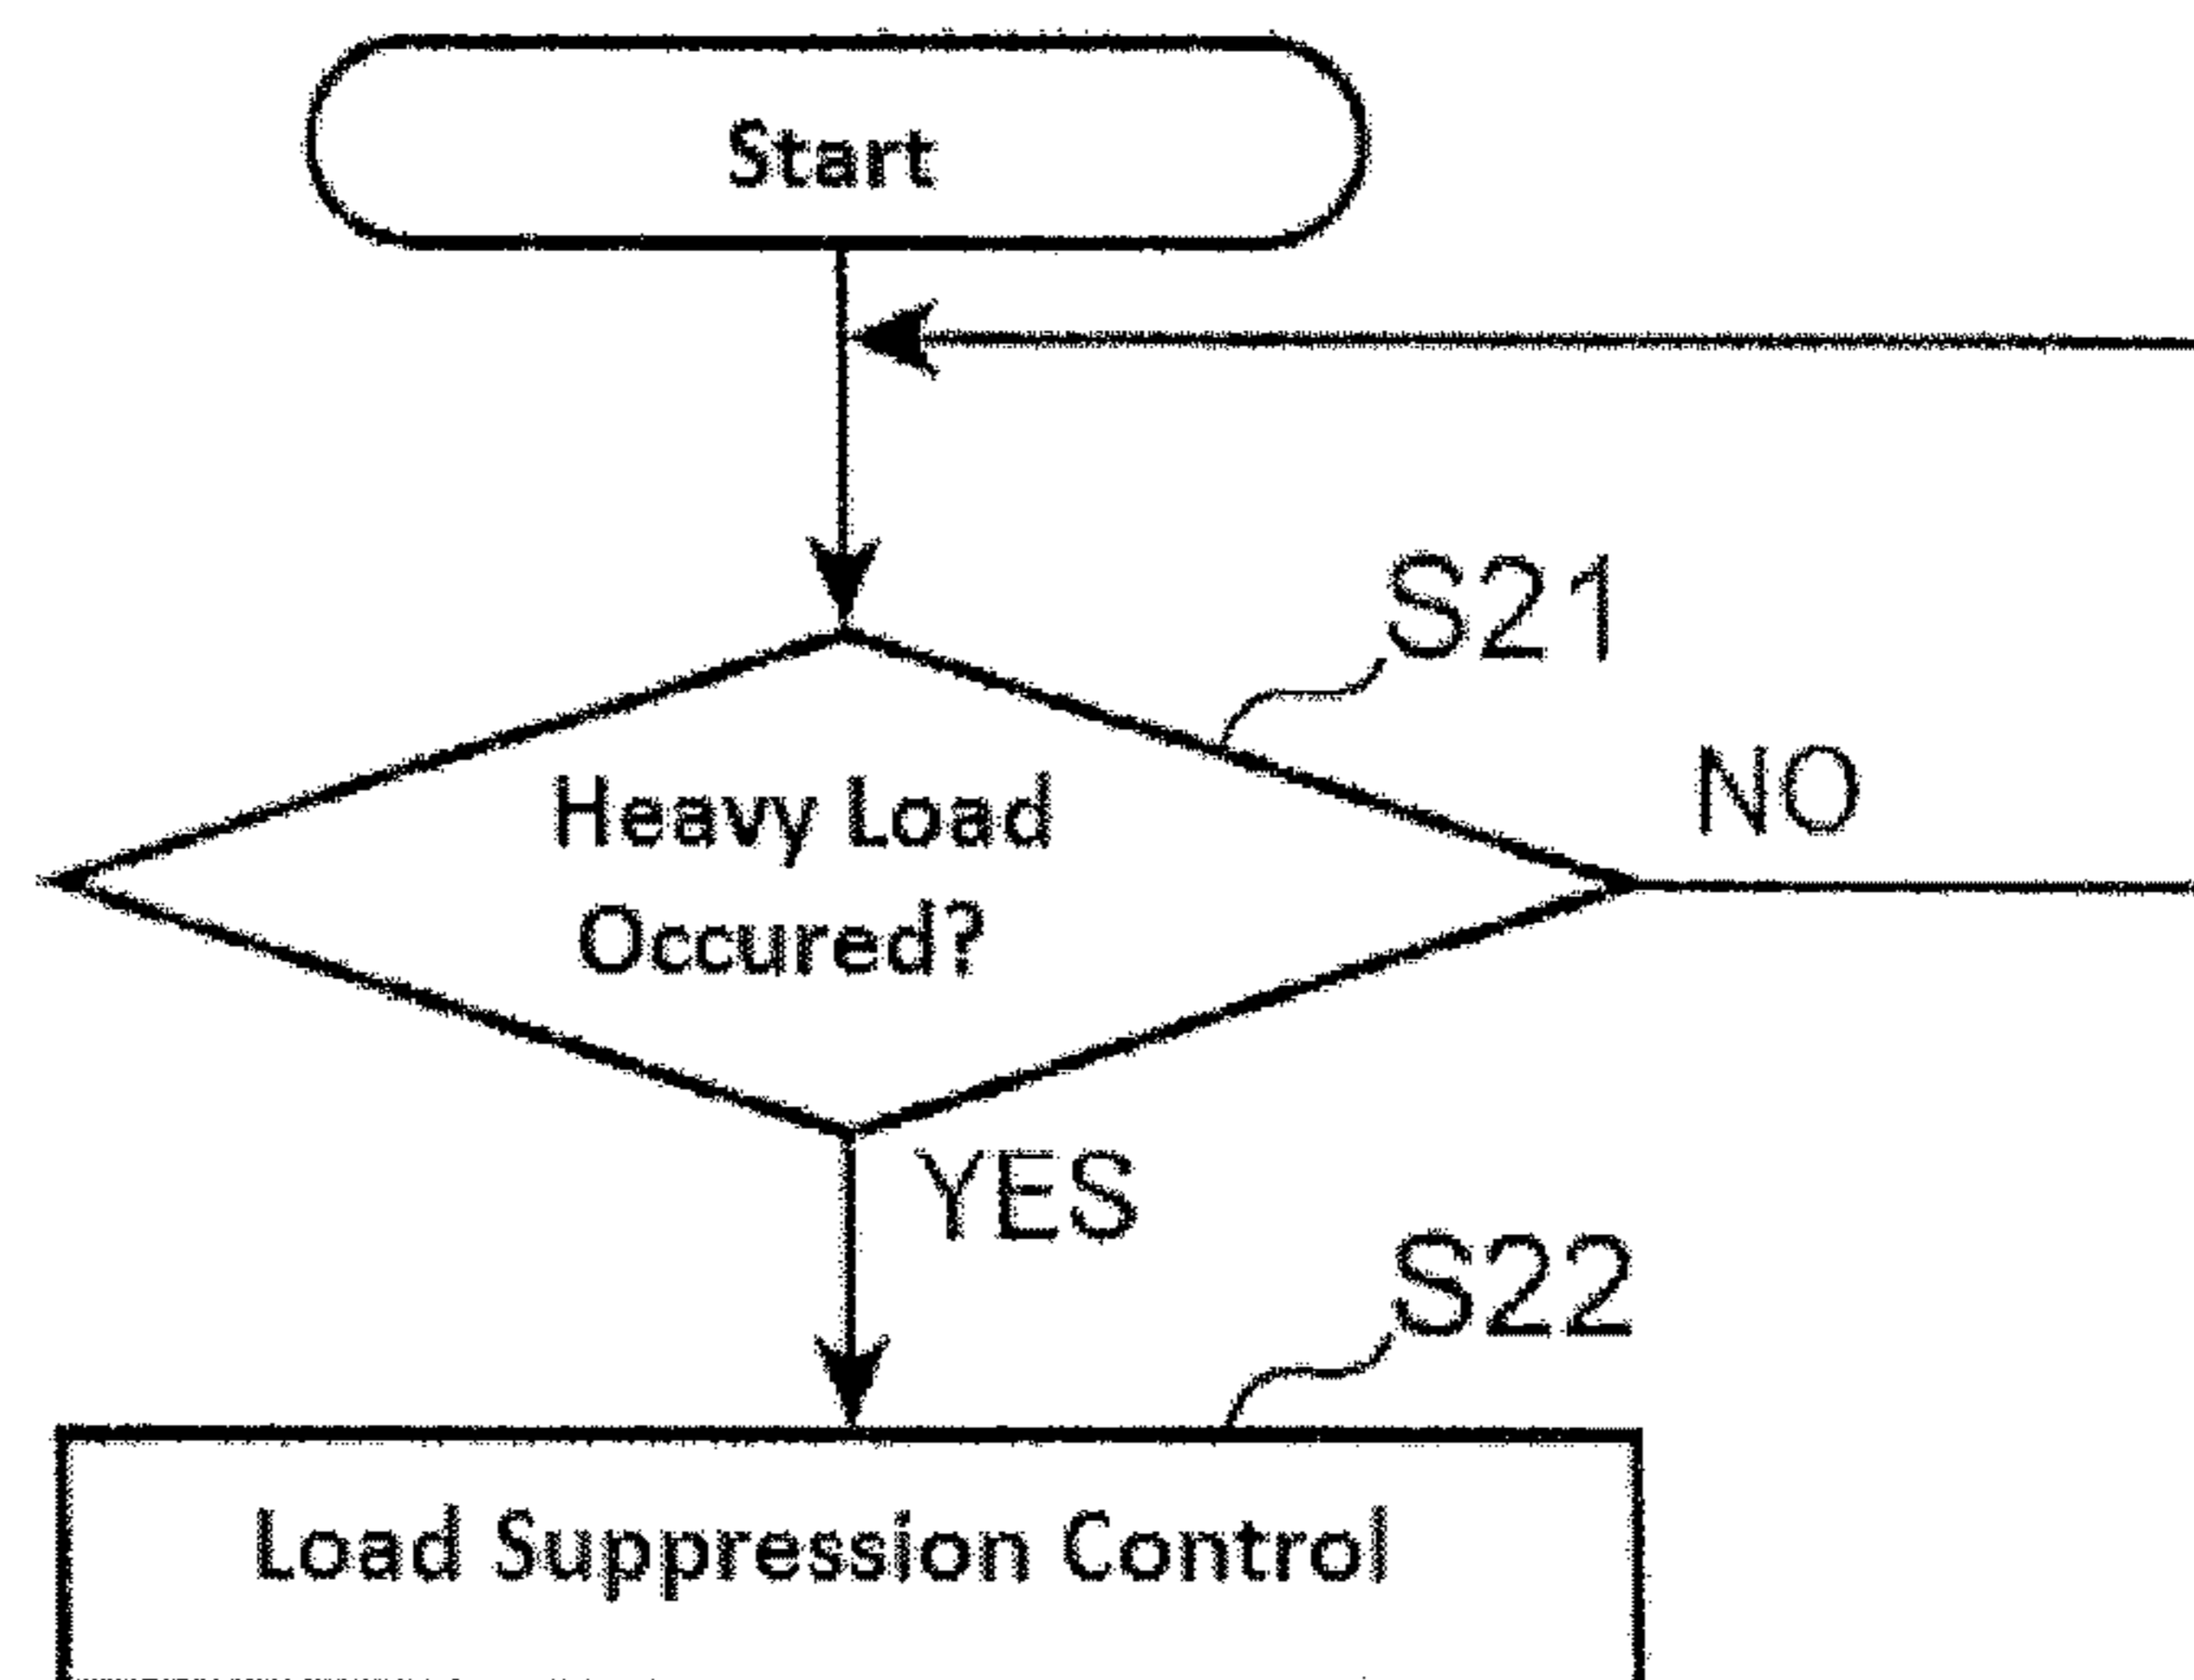 Start
S21
Heavy Load
Occured?
NO
YES
S22
Load Suppression Control